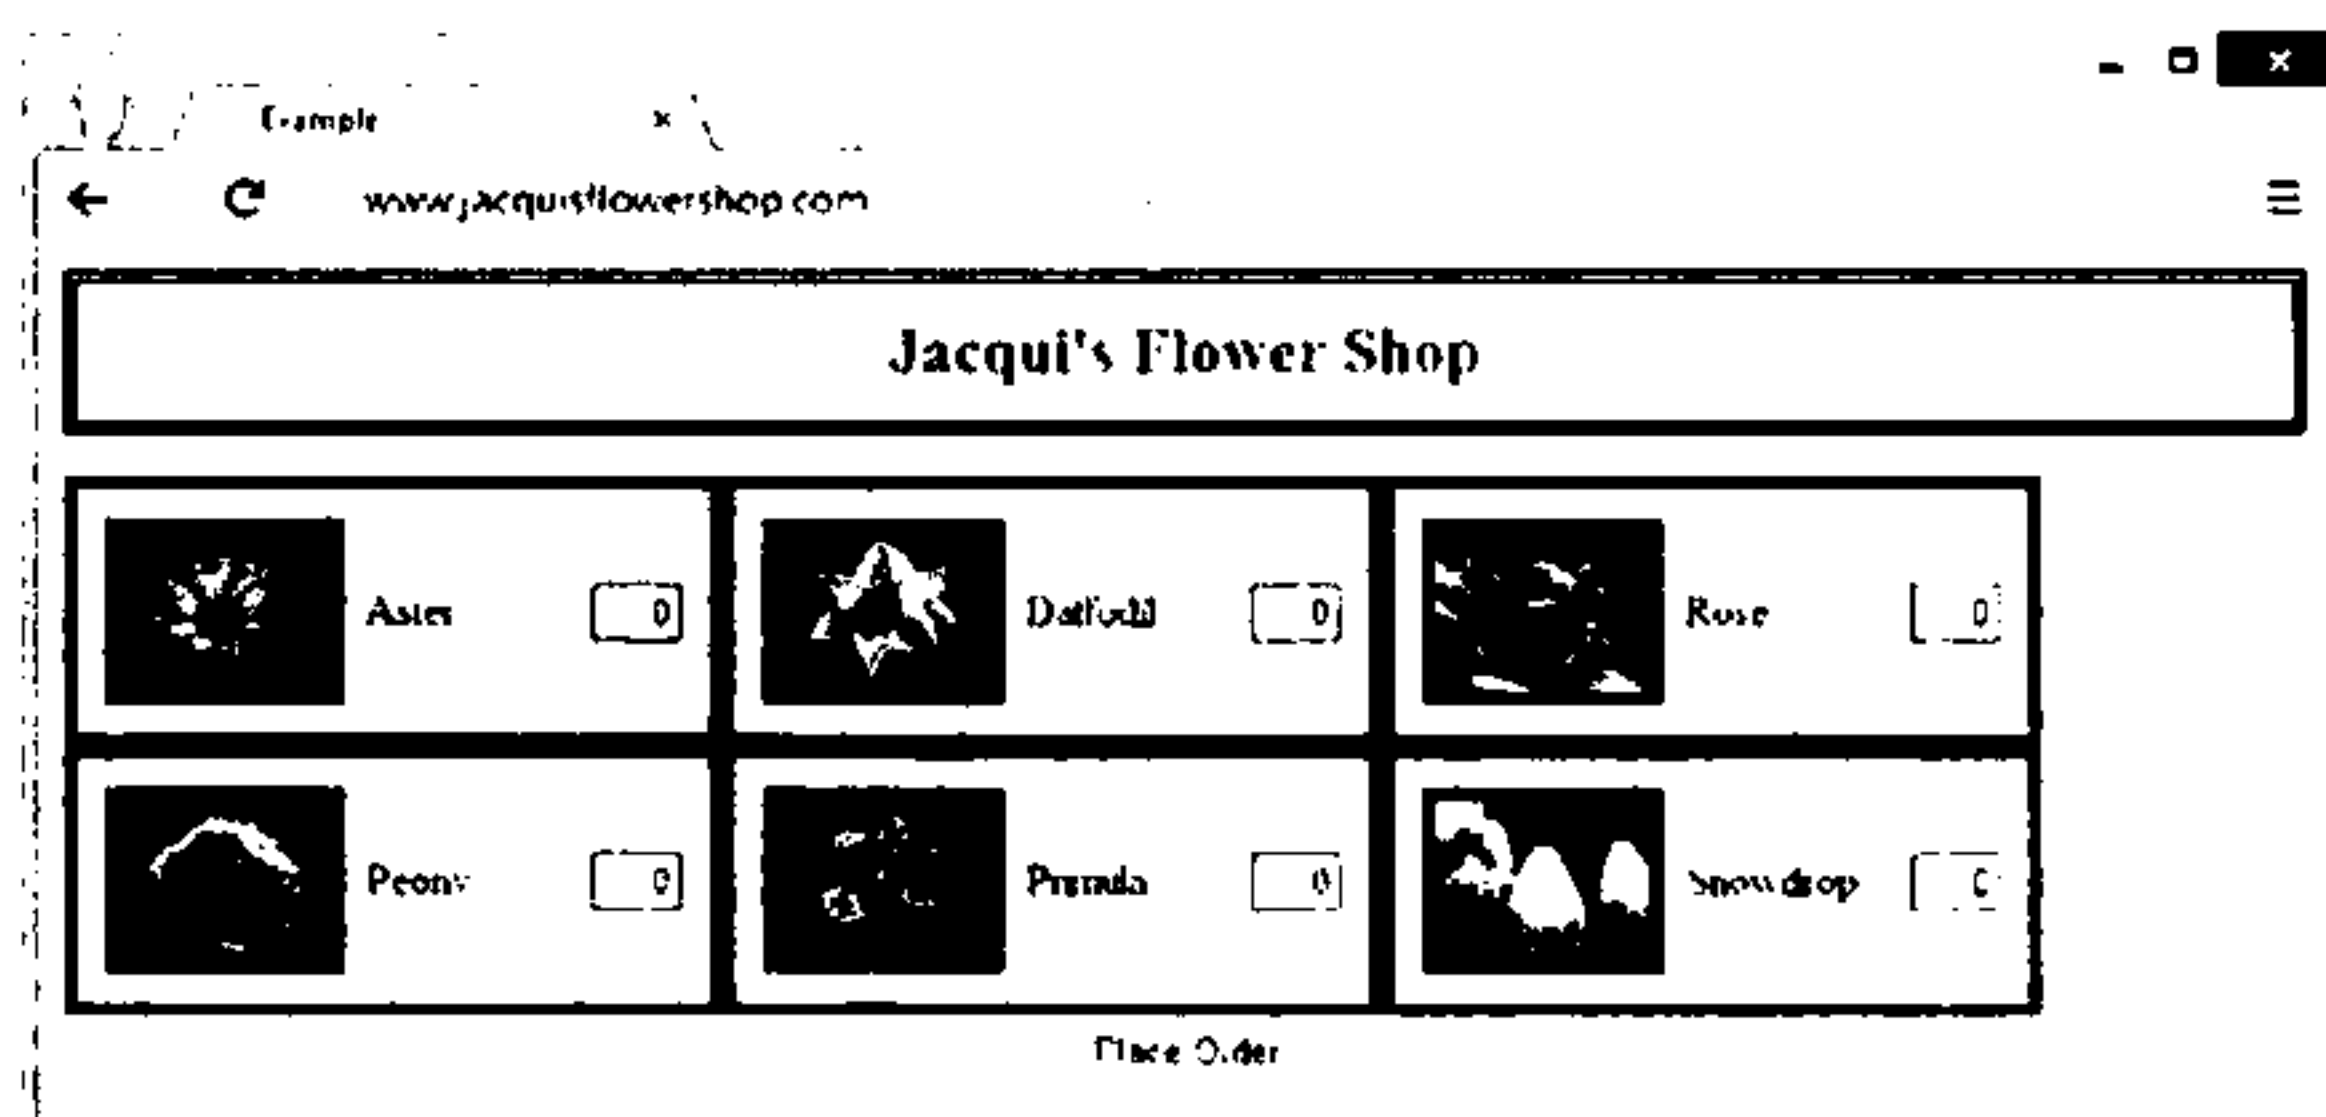 Example
www.jacquisflowershop.com
Jacqui's Flower Shop
Aster 0 Daffodil 0 Rose 0
Peony 0 Primula 0 Snowdrop 0
Place Order